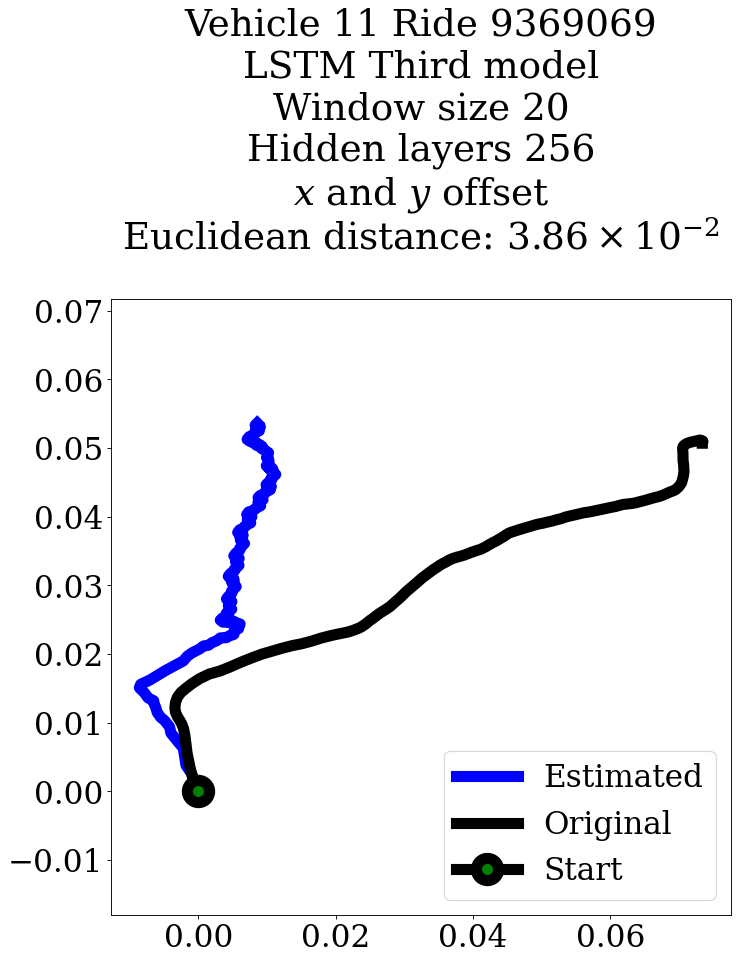 Vehicle 11 Ride 9369069
LSTM Third model
Window size 20
Hidden layers 256
x and y offset
Euclidean distance: 3.86 × 10⁻²
0.07
0.06
0.05
0.04
0.03
0.02
0.01
0.00
−0.01
Estimated
Original
Start
0.00 0.02 0.04 0.06